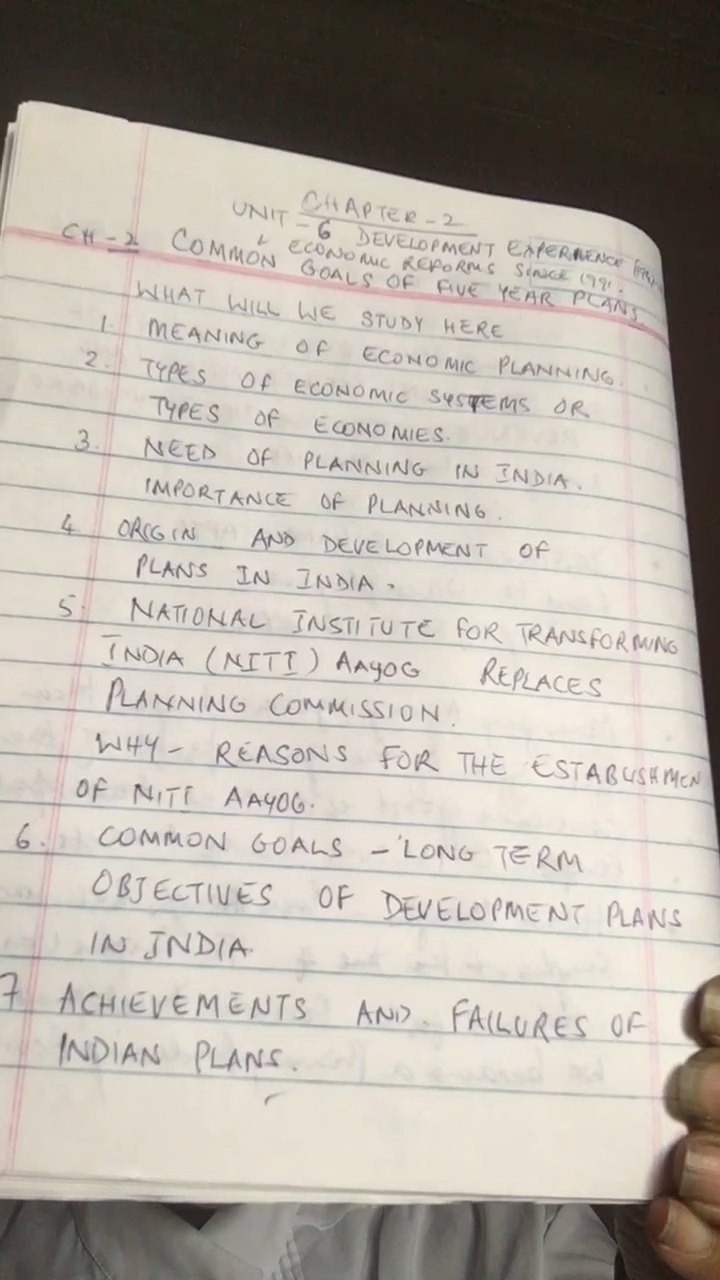 CHAPTER-2
UNIT-6 DEVELOPMENT EXPERIENCE
& ECONOMIC REFORMS SINCE 1991.
CH-2 COMMON GOALS OF FIVE YEAR PLANS
WHAT WILL WE STUDY HERE
1. MEANING OF ECONOMIC PLANNING.
2. TYPES OF ECONOMIC SYSTEMS OR
TYPES OF ECONOMIES.
3. NEED OF PLANNING IN INDIA.
IMPORTANCE OF PLANNING.
4 ORIGIN AND DEVELOPMENT OF
PLANS IN INDIA.
5. NATIONAL INSTITUTE FOR TRANSFORMING
INDIA (NITI) AAYOG REPLACES
PLANNING COMMISSION.
WHY- REASONS FOR THE ESTABLISHMEN
OF NITI AAYOG.
6. COMMON GOALS - LONG TERM
OBJECTIVES OF DEVELOPMENT PLANS
IN INDIA
7 ACHIEVEMENTS AND. FAILURES OF
INDIAN PLANS.